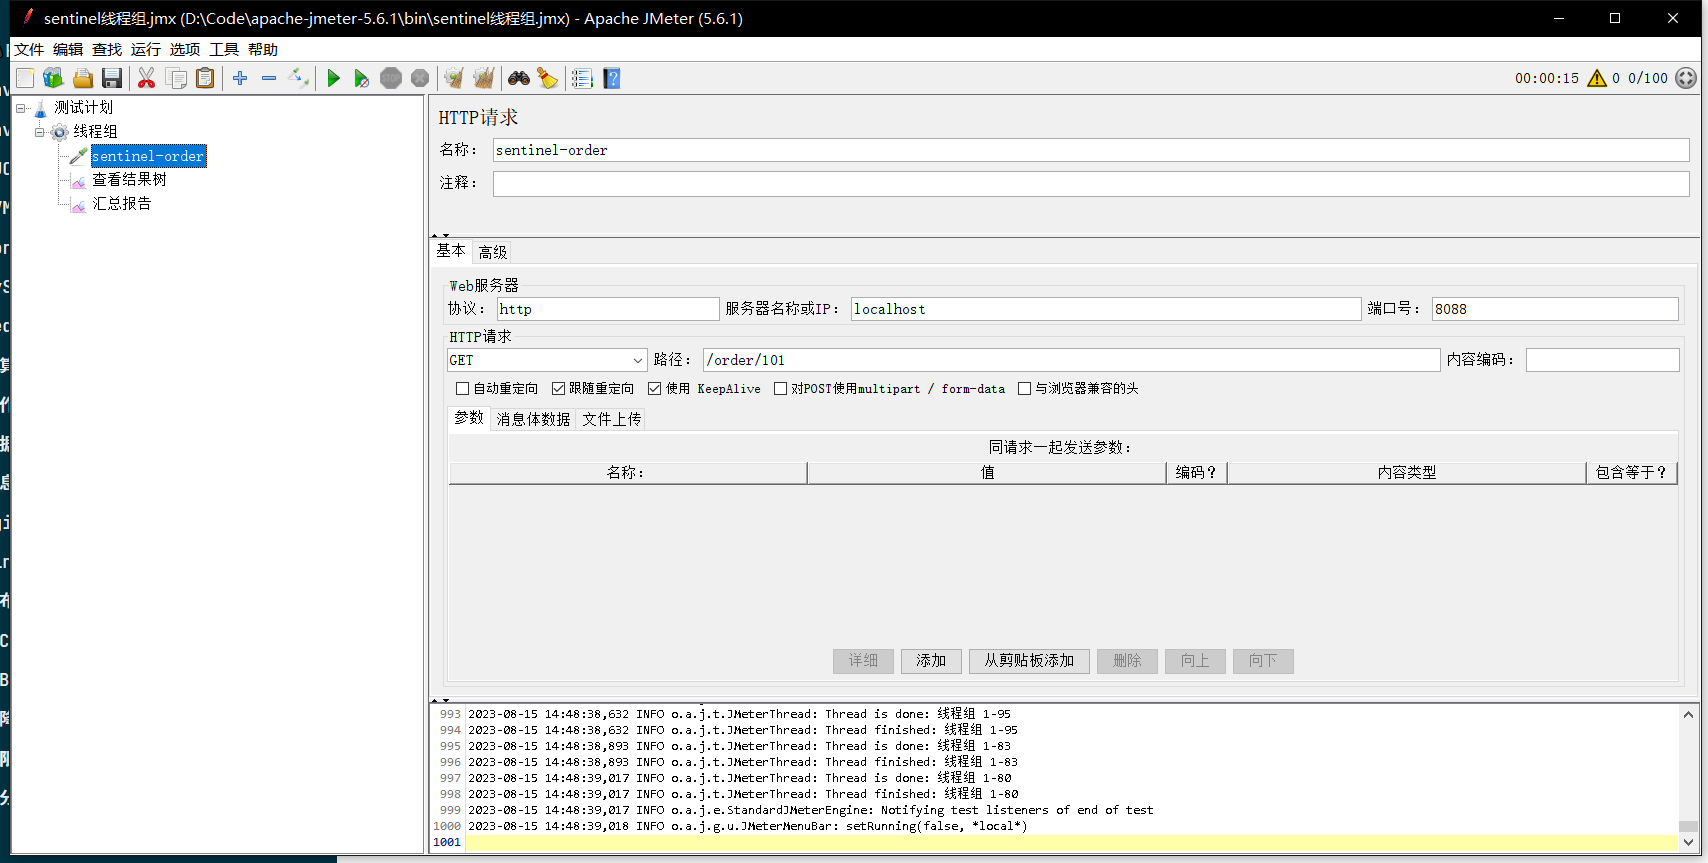 sentinel线程组.jmx (D:\Code\apache-jmeter-5.6.1\bin\sentinel线程组.jmx) - Apache JMeter (5.6.1)
文件 编辑 查找 运行 选项 工具 帮助
00:00:15 0 0/100
测试计划
线程组
sentinel-order
查看结果树
汇总报告
HTTP请求
名称： sentinel-order
注释：
基本 高级
Web服务器
协议： http 服务器名称或IP： localhost 端口号： 8088
HTTP请求
GET 路径： /order/101 内容编码：
自动重定向 跟随重定向 使用 KeepAlive 对POST使用multipart / form-data 与浏览器兼容的头
参数 消息体数据 文件上传
同请求一起发送参数：
名称： 值 编码？ 内容类型 包含等于？
详细 添加 从剪贴板添加 删除 向上 向下
993 2023-08-15 14:48:38,632 INFO o.a.j.t.JMeterThread: Thread is done: 线程组 1-95
994 2023-08-15 14:48:38,632 INFO o.a.j.t.JMeterThread: Thread finished: 线程组 1-95
995 2023-08-15 14:48:38,893 INFO o.a.j.t.JMeterThread: Thread is done: 线程组 1-83
996 2023-08-15 14:48:38,893 INFO o.a.j.t.JMeterThread: Thread finished: 线程组 1-83
997 2023-08-15 14:48:39,017 INFO o.a.j.t.JMeterThread: Thread is done: 线程组 1-80
998 2023-08-15 14:48:39,017 INFO o.a.j.t.JMeterThread: Thread finished: 线程组 1-80
999 2023-08-15 14:48:39,017 INFO o.a.j.e.StandardJMeterEngine: Notifying test listeners of end of test
1000 2023-08-15 14:48:39,018 INFO o.a.j.g.u.JMeterMenuBar: setRunning(false, *local*)
1001